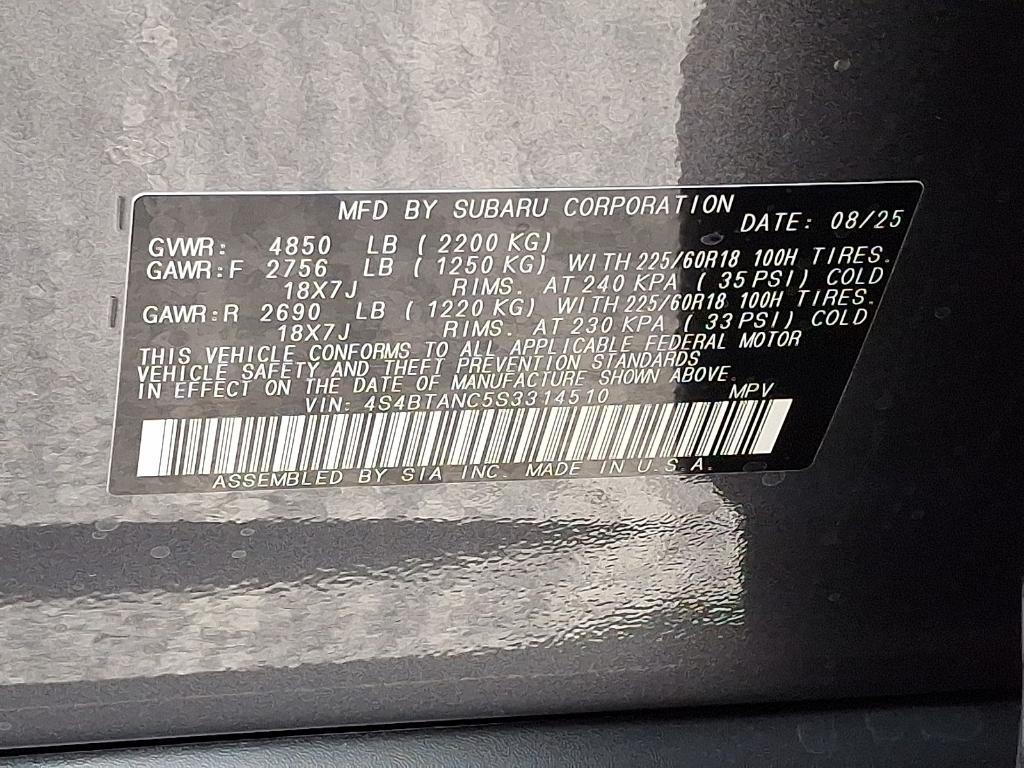 MFD BY SUBARU CORPORATION DATE: 08/25
GVWR: 4850 LB (2200 KG)
GAWR:F 2756 LB (1250 KG) WITH 225/60R18 100H TIRES.
18X7J RIMS. AT 240 KPA (35 PSI) COLD
GAWR:R 2690 LB (1220 KG) WITH 225/60R18 100H TIRES.
18X7J RIMS. AT 230 KPA (33 PSI) COLD
THIS VEHICLE CONFORMS TO ALL APPLICABLE FEDERAL MOTOR
VEHICLE SAFETY AND THEFT PREVENTION STANDARDS
IN EFFECT ON THE DATE OF MANUFACTURE SHOWN ABOVE.
VIN: 4S4BTANC5S3314510 MPV
ASSEMBLED BY SIA INC. MADE IN U.S.A.